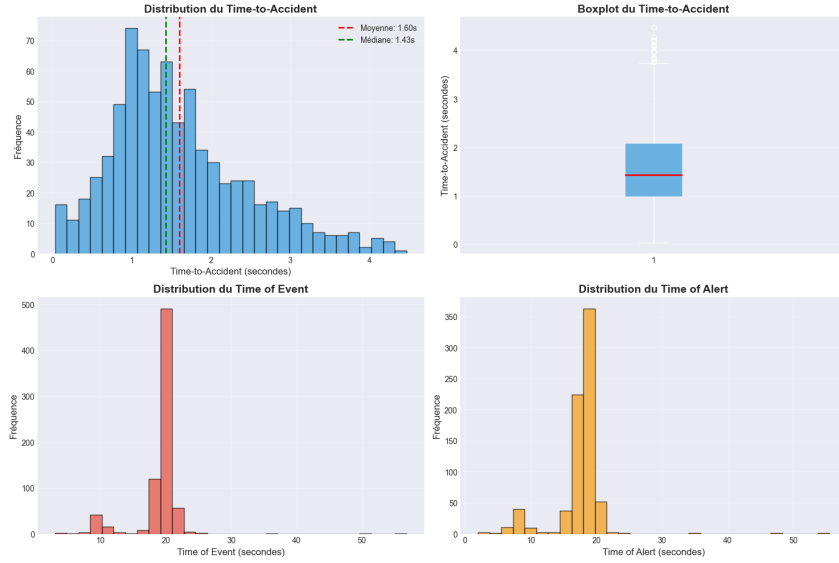 Distribution du Time-to-Accident
Moyenne: 1.60s
Médiane: 1.43s
70
60
50
40
30
20
10
0
Fréquence
0 1 2 3 4
Time-to-Accident (secondes)
Boxplot du Time-to-Accident
4
3
2
1
0
Time-to-Accident (secondes)
1
Distribution du Time of Event
500
400
300
200
100
0
Fréquence
10 20 30 40 50
Time of Event (secondes)
Distribution du Time of Alert
350
300
250
200
150
100
50
0
Fréquence
0 10 20 30 40 50
Time of Alert (secondes)